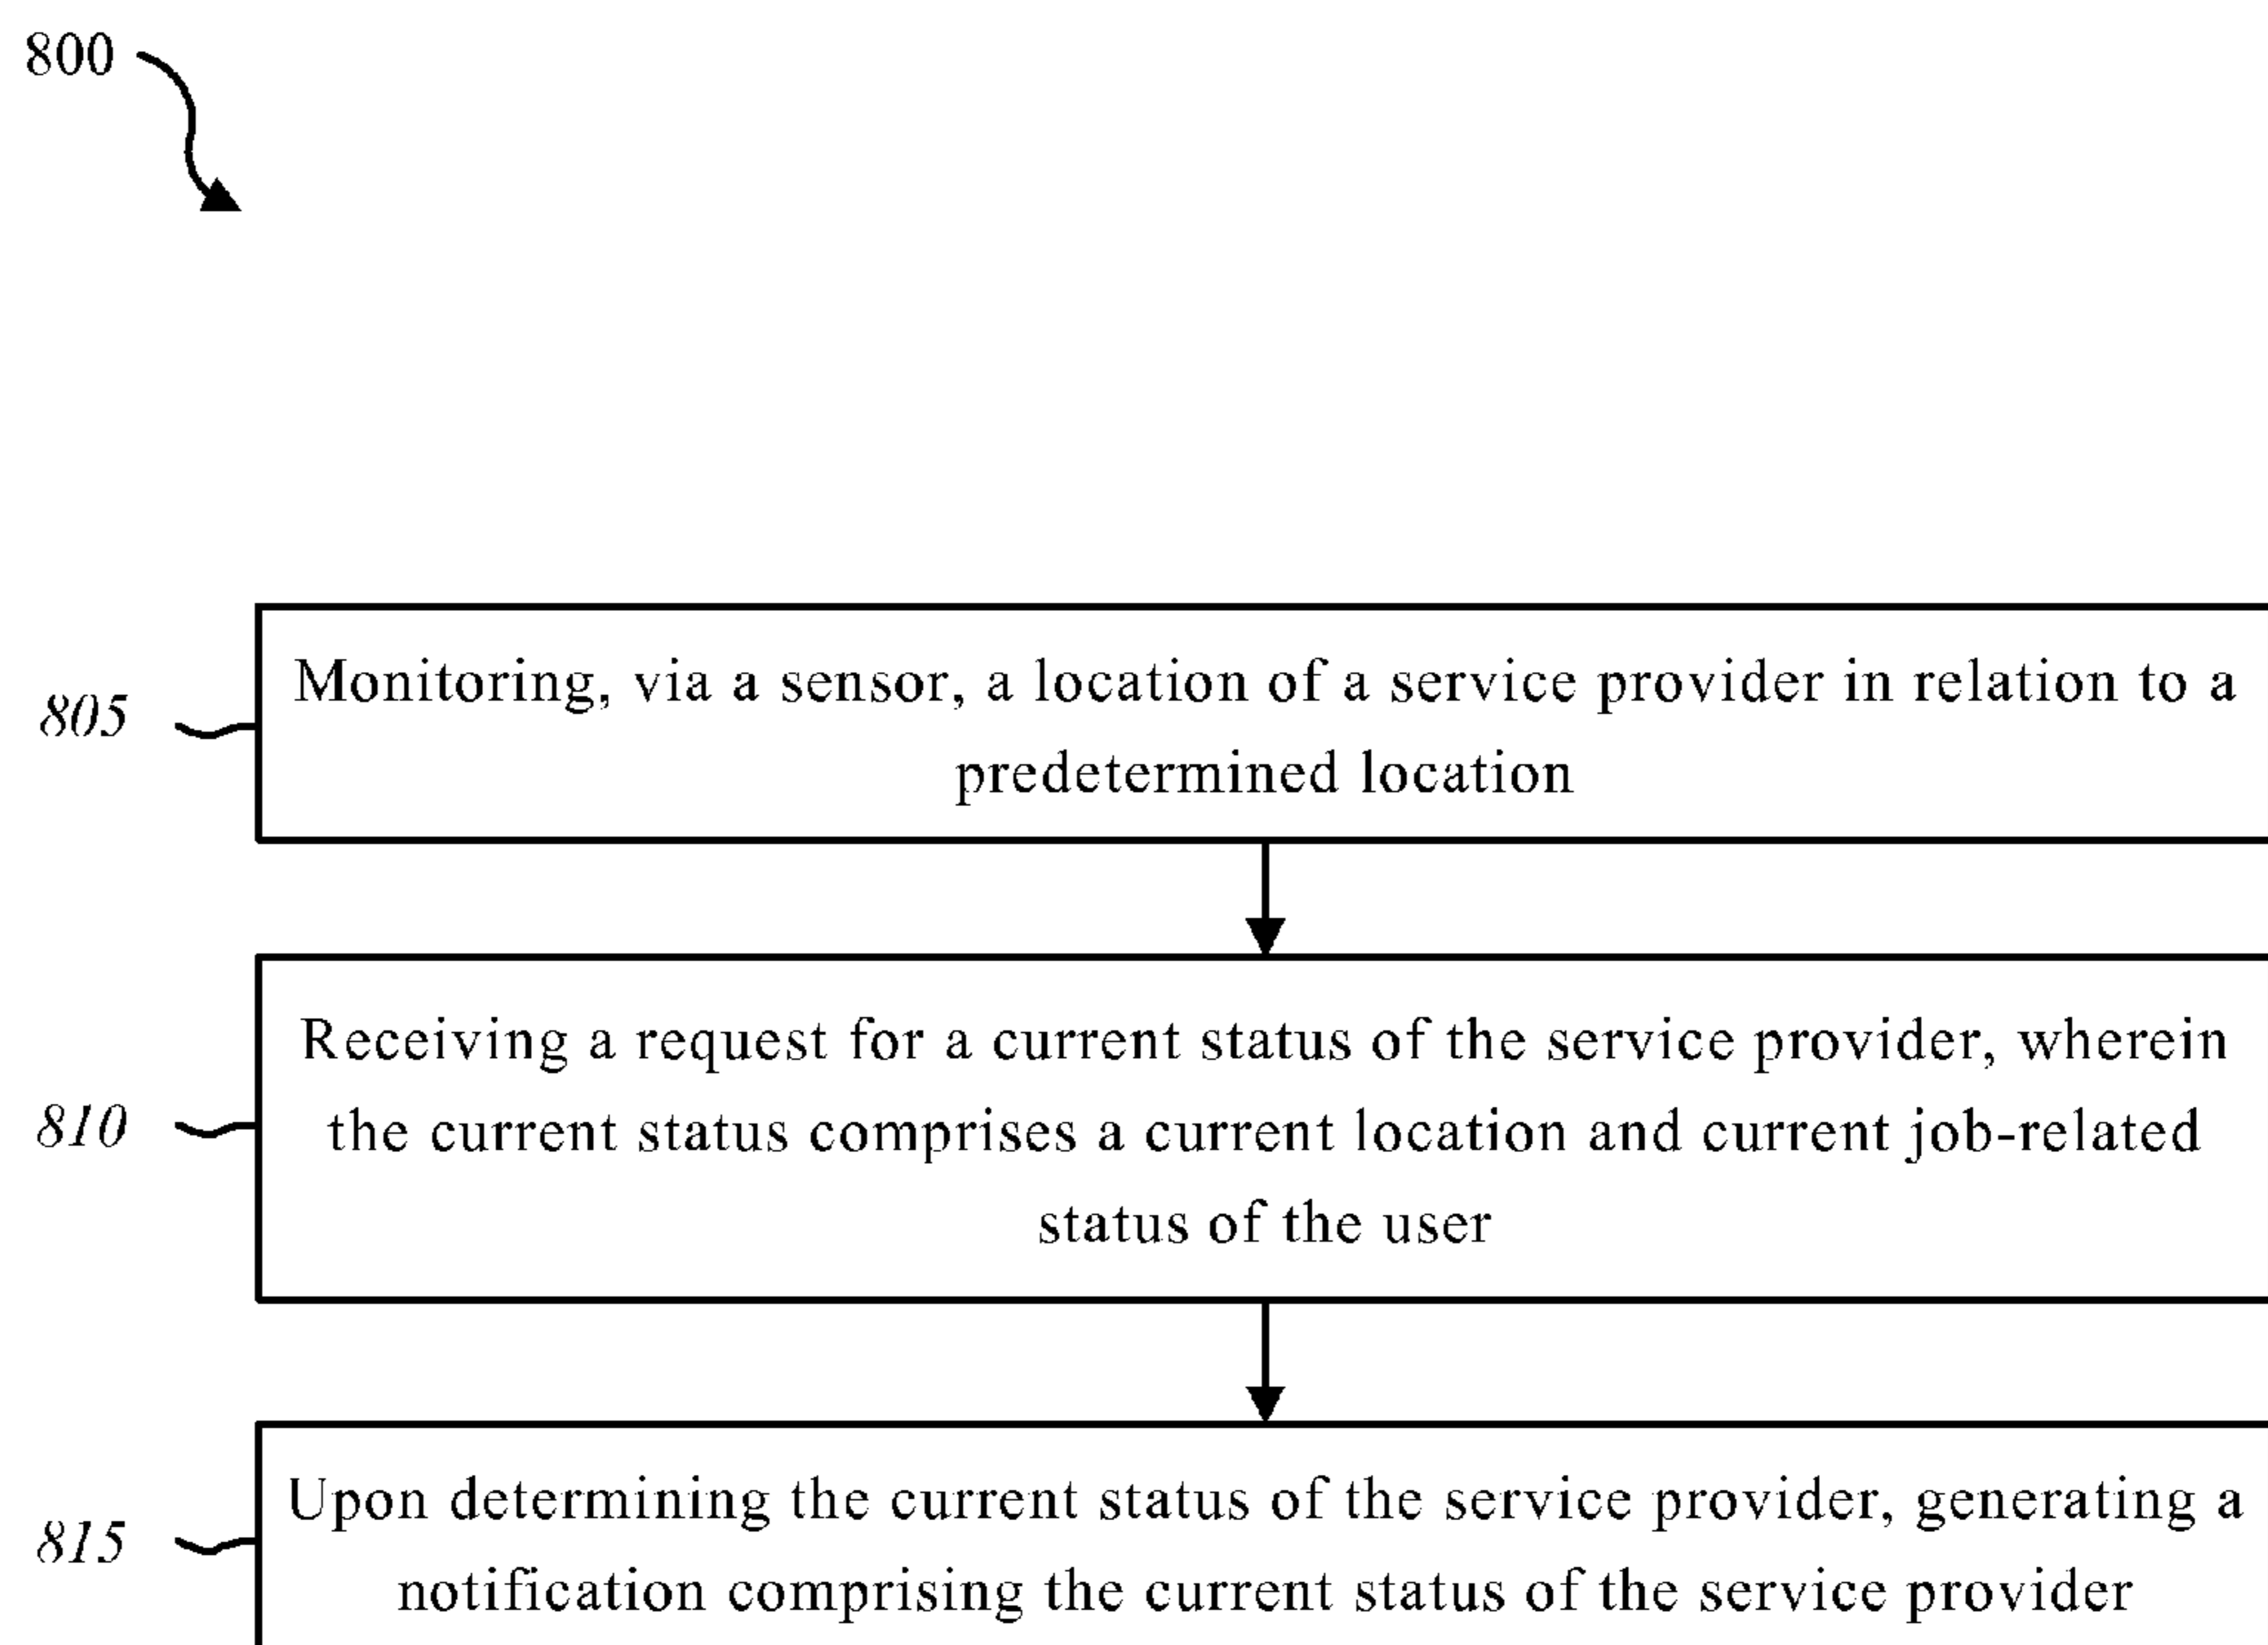 800
805
Monitoring, via a sensor, a location of a service provider in relation to a
predetermined location
810
Receiving a request for a current status of the service provider, wherein
the current status comprises a current location and current job-related
status of the user
815
Upon determining the current status of the service provider, generating a
notification comprising the current status of the service provider